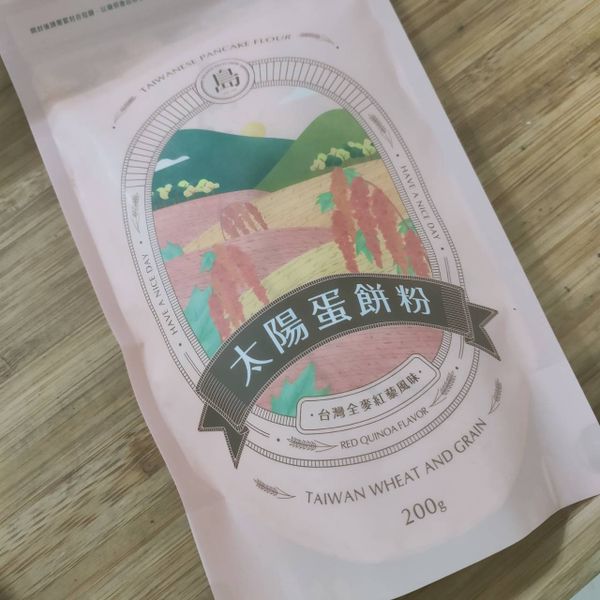 TAIWANESE PANCAKE FLOUR
島
HAVE A NICE DAY
HAVE A NICE DAY
太陽蛋餅粉
·台灣全麥紅藜風味·
RED QUINOA FLAVOR
TAIWAN WHEAT AND GRAIN
200g